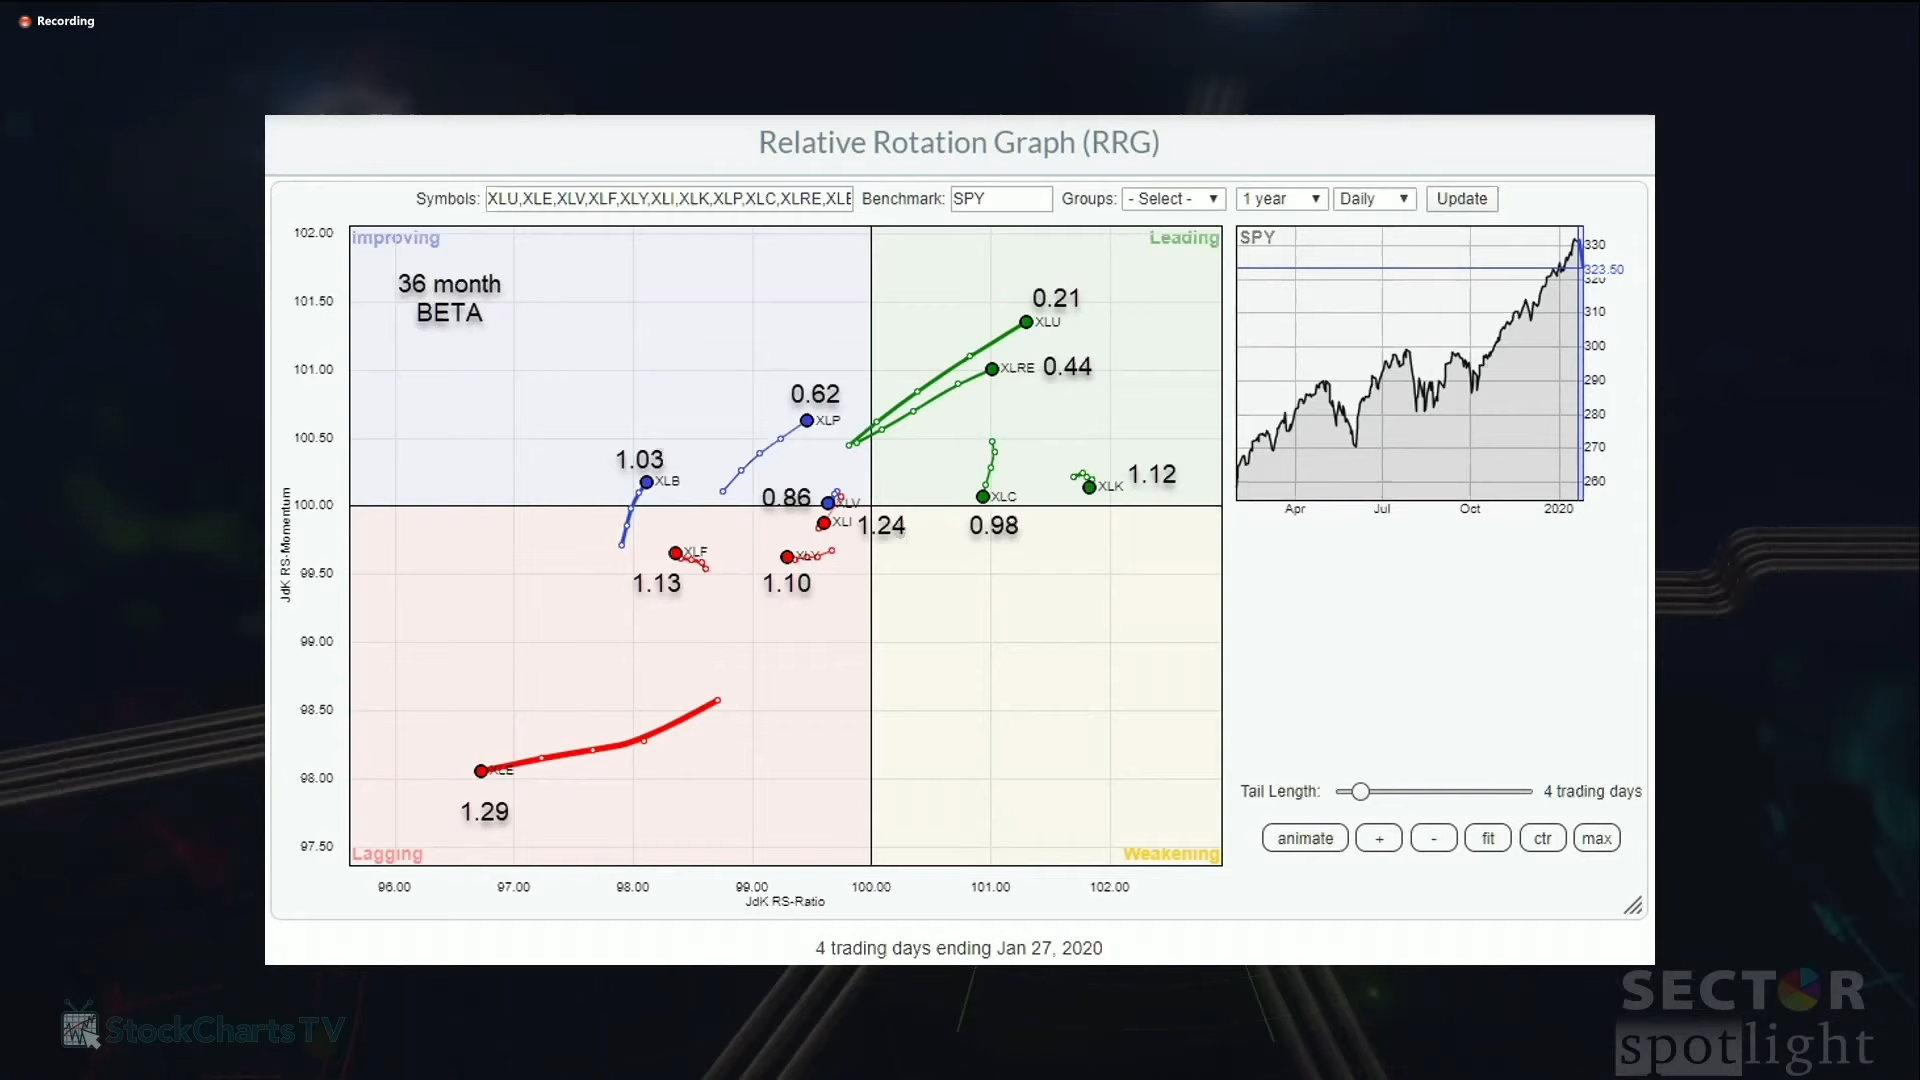 Recording
Relative Rotation Graph (RRG)
Symbols: XLU,XLE,XLV,XLF,XLY,XLI,XLK,XLP,XLC,XLRE,XLE Benchmark: SPY Groups: - Select - 1 year Daily Update
102.00
101.50
101.00
100.50
100.00
99.50
99.00
98.50
98.00
97.50
JdK RS-Momentum
improving
Leading
36 month
BETA
0.21
XLU
XLRE 0.44
0.62
XLP
1.03
XLB
0.86
XLV
XLI 1.24
XLC
0.98
XLK 1.12
XLF
1.13
XLY
1.10
XLE
1.29
Lagging
Weakening
96.00 97.00 98.00 99.00 100.00 101.00 102.00
JdK RS-Ratio
SPY
330
323.50
320
310
300
290
280
270
260
Apr Jul Oct 2020
Tail Length: 4 trading days
animate + - fit ctr max
4 trading days ending Jan 27, 2020
StockCharts TV
SECTOR
spotlight